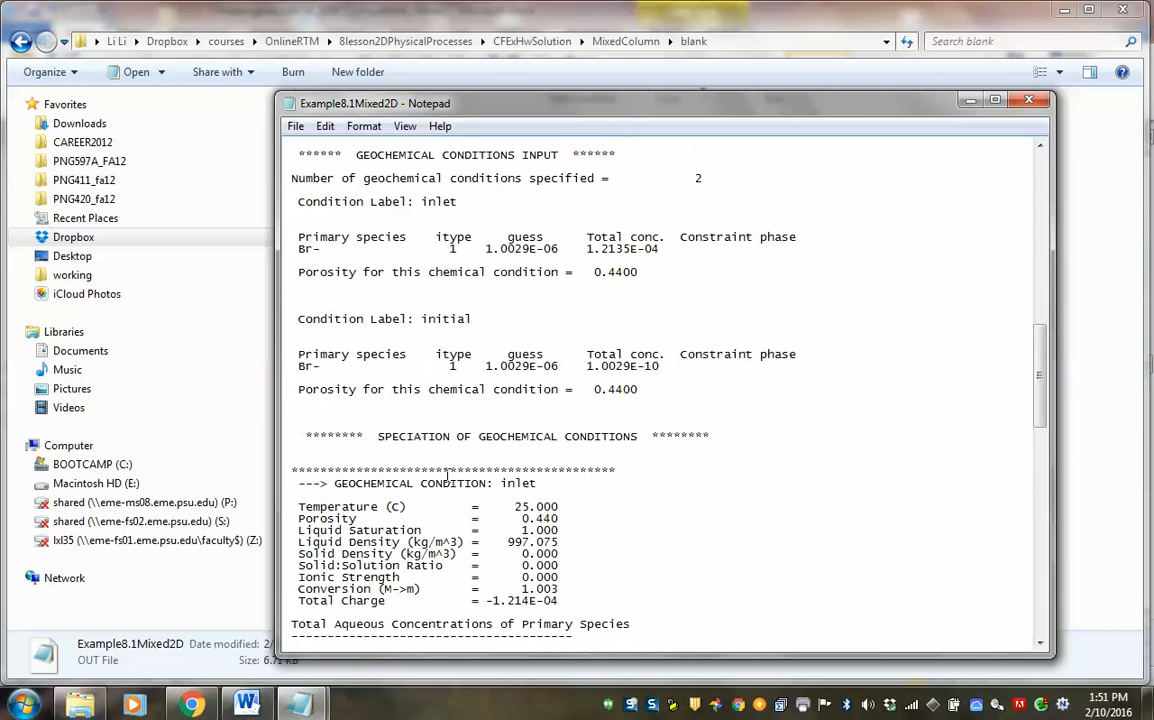 Li Li
Dropbox
courses
OnlineRTM
8lesson2DPhysicalProcesses
CFExHwSolution
MixedColumn
blank
Search blank
Organize
Open
Share with
Burn
New folder
Favorites
Downloads
CAREER2012
PNG597A_FA12
PNG411_fa12
PNG420_fa12
Recent Places
Dropbox
Desktop
working
iCloud Photos
Libraries
Documents
Music
Pictures
Videos
Computer
BOOTCAMP (C:)
Macintosh HD (E:)
shared (\\eme-ms08.eme.psu.edu) (P:)
shared (\\eme-fs02.eme.psu.edu) (S:)
lxl35 (\\eme-fs01.eme.psu.edu\faculty$) (Z:)
Network
Example8.1Mixed2D - Notepad
File Edit Format View Help
****** GEOCHEMICAL CONDITIONS INPUT ******
Number of geochemical conditions specified = 2
Condition Label: inlet
Primary species itype guess Total conc. Constraint phase
Br- 1 1.0029E-06 1.2135E-04
Porosity for this chemical condition = 0.4400
Condition Label: initial
Primary species itype guess Total conc. Constraint phase
Br- 1 1.0029E-06 1.0029E-10
Porosity for this chemical condition = 0.4400
******** SPECIATION OF GEOCHEMICAL CONDITIONS ********
*********************************************
---> GEOCHEMICAL CONDITION: inlet
Temperature (C) = 25.000
Porosity = 0.440
Liquid Saturation = 1.000
Liquid Density (kg/m^3) = 997.075
Solid Density (kg/m^3) = 0.000
Solid:Solution Ratio = 0.000
Ionic Strength = 0.000
Conversion (M->m) = 1.003
Total Charge = -1.214E-04
Total Aqueous Concentrations of Primary Species
---------------------------------------
Example8.1Mixed2D Date modified: 2/
OUT File Size: 6.71 KB
1:51 PM
2/10/2016